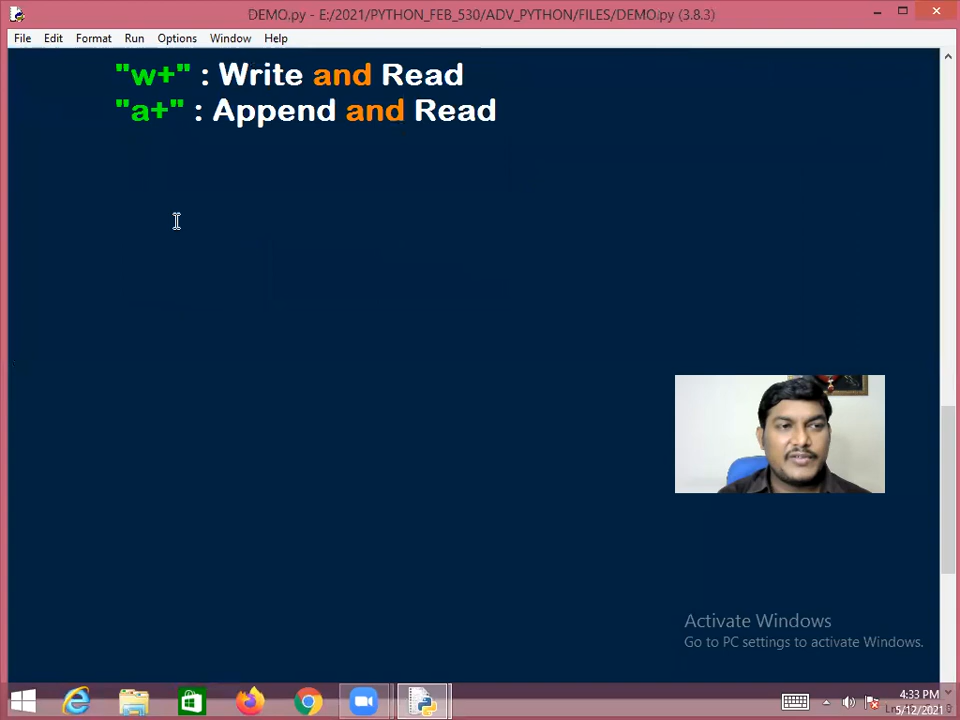 DEMO.py - E:/2021/PYTHON_FEB_530/ADV_PYTHON/FILES/DEMO.py (3.8.3)
File Edit Format Run Options Window Help
"w+" : Write and Read
"a+" : Append and Read
Activate Windows
Go to PC settings to activate Windows.
4:33 PM
5/12/2021